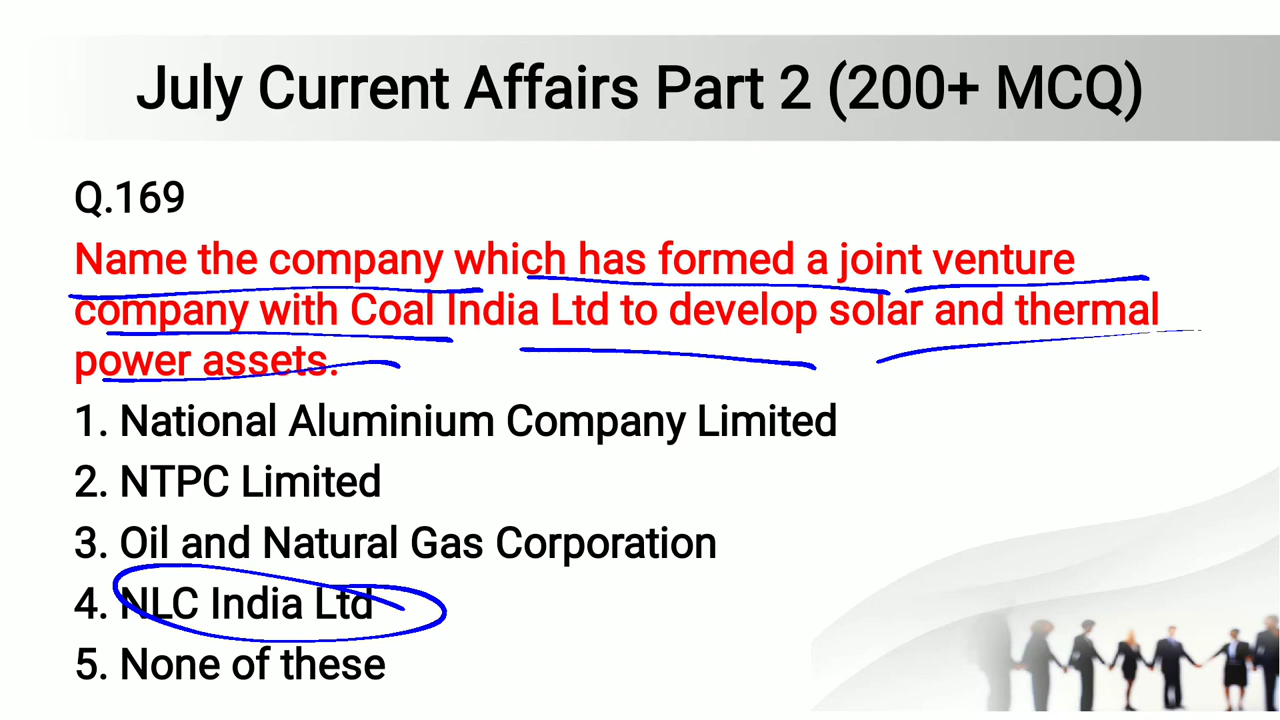 July Current Affairs Part 2 (200+ MCQ)
Q.169
Name the company which has formed a joint venture
company with Coal India Ltd to develop solar and thermal
power assets.
1. National Aluminium Company Limited
2. NTPC Limited
3. Oil and Natural Gas Corporation
4. NLC India Ltd
5. None of these